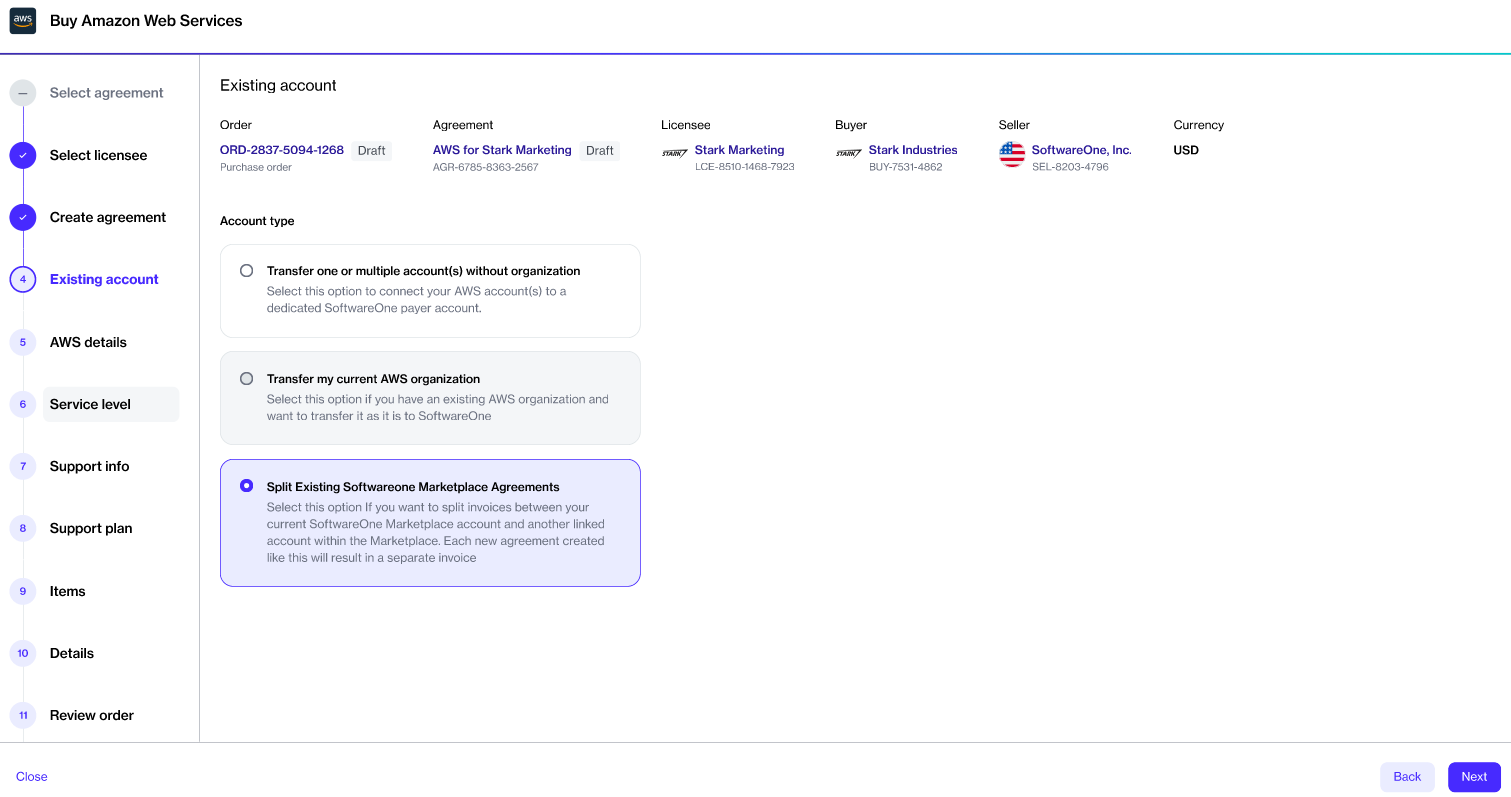 aws
Buy Amazon Web Services
Select agreement
Select licensee
Create agreement
4
Existing account
5
AWS details
6
Service level
7
Support info
8
Support plan
9
Items
10
Details
11
Review order
Existing account
Order
ORD-2837-5094-1268
Draft
Purchase order
Agreement
AWS for Stark Marketing
Draft
AGR-6785-8363-2567
Licensee
STARK
Stark Marketing
LCE-8510-1468-7923
Buyer
STARK
Stark Industries
BUY-7531-4862
Seller
SoftwareOne, Inc.
SEL-8203-4796
Currency
USD
Account type
Transfer one or multiple account(s) without organization
Select this option to connect your AWS account(s) to a
dedicated SoftwareOne payer account.
Transfer my current AWS organization
Select this option if you have an existing AWS organization and
want to transfer it as it is to SoftwareOne
Split Existing Softwareone Marketplace Agreements
Select this option If you want to split invoices between your
current SoftwareOne Marketplace account and another linked
account within the Marketplace. Each new agreement created
like this will result in a separate invoice
Close
Back
Next